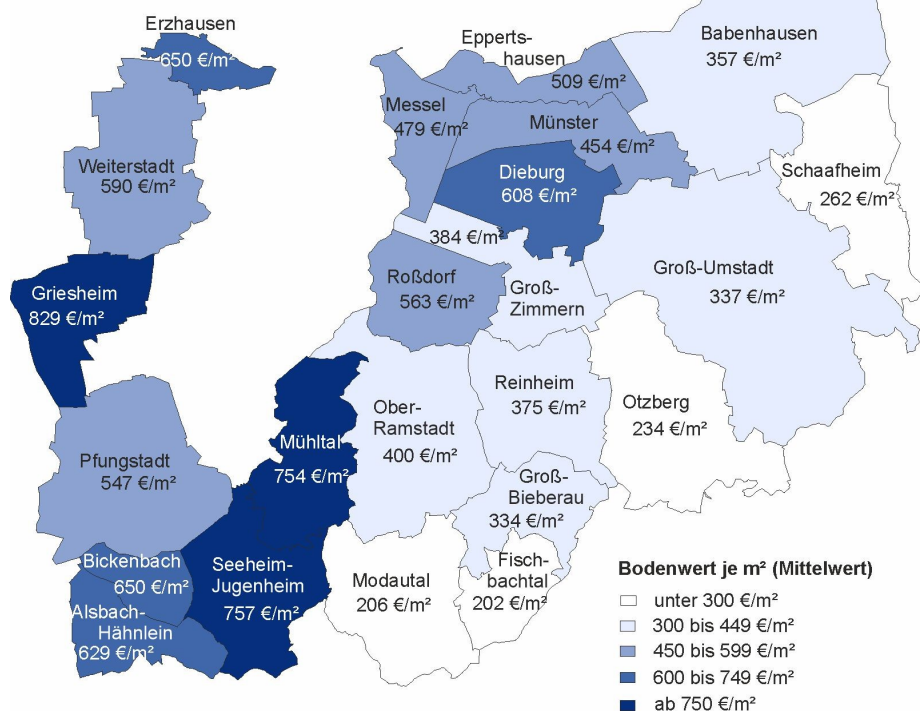 Erzhausen
650 €/m²
Epperts-
hausen
509 €/m²
Babenhausen
357 €/m²
Messel
479 €/m²
Münster
454 €/m²
Weiterstadt
590 €/m²
Dieburg
608 €/m²
Schaafheim
262 €/m²
384 €/m²
Groß-
Zimmern
Roßdorf
563 €/m²
Groß-Umstadt
337 €/m²
Griesheim
829 €/m²
Reinheim
375 €/m²
Otzberg
234 €/m²
Ober-
Ramstadt
400 €/m²
Mühltal
754 €/m²
Pfungstadt
547 €/m²
Groß-
Bieberau
334 €/m²
Bickenbach
650 €/m²
Seeheim-
Jugenheim
757 €/m²
Modautal
206 €/m²
Fisch-
bachtal
202 €/m²
Alsbach-
Hähnlein
629 €/m²
Bodenwert je m² (Mittelwert)
unter 300 €/m²
300 bis 449 €/m²
450 bis 599 €/m²
600 bis 749 €/m²
ab 750 €/m²